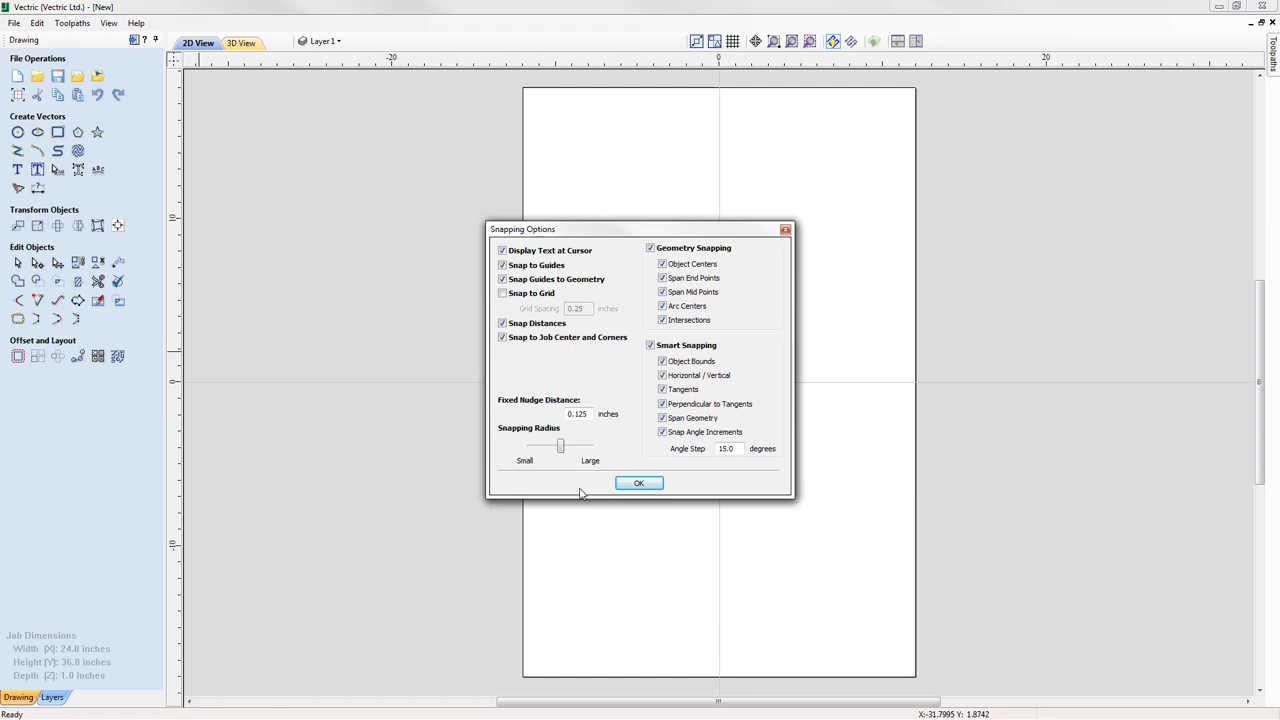 Vectric (Vectric Ltd.) - [New]
File Edit Toolpaths View Help
Drawing
2D View 3D View Layer 1
Toolpaths
File Operations
-20 0 20
10
0
-10
Create Vectors
Transform Objects
Edit Objects
Offset and Layout
Snapping Options
Display Text at Cursor
Snap to Guides
Snap Guides to Geometry
Snap to Grid
Grid Spacing 0.25 inches
Snap Distances
Snap to Job Center and Corners
Fixed Nudge Distance:
0.125 inches
Snapping Radius
Small Large
Geometry Snapping
Object Centers
Span End Points
Span Mid Points
Arc Centers
Intersections
Smart Snapping
Object Bounds
Horizontal / Vertical
Tangents
Perpendicular to Tangents
Span Geometry
Snap Angle Increments
Angle Step 15.0 degrees
OK
Job Dimensions
Width (X): 24.0 inches
Height (Y): 36.0 inches
Depth (Z): 1.0 inches
Drawing Layers
Ready
X:-31.7995 Y: 1.8742